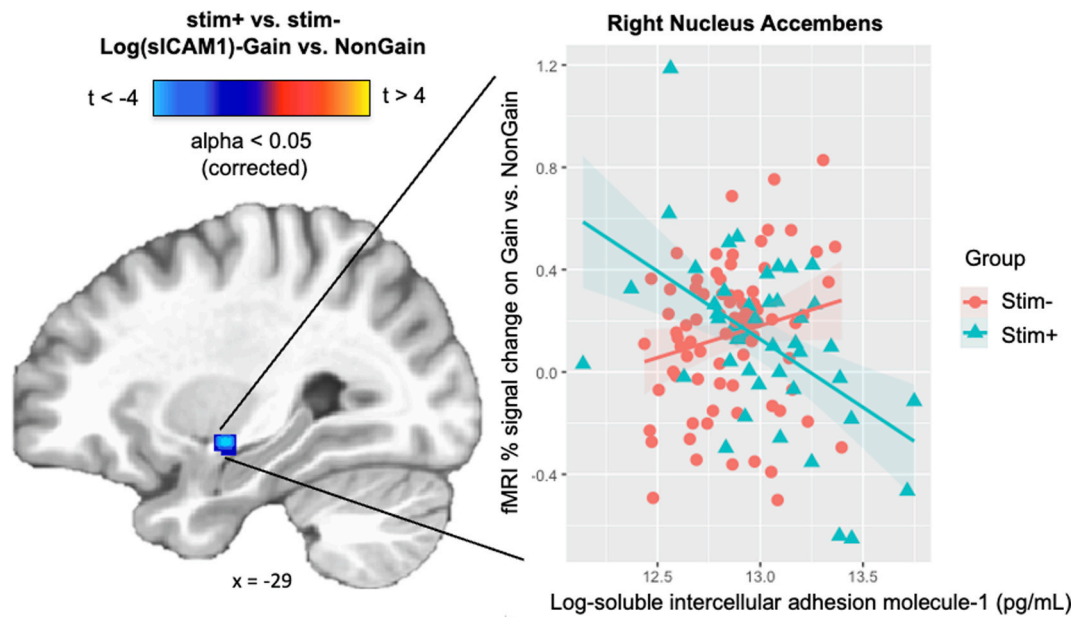 stim+ vs. stim-
Log(sICAM1)-Gain vs. NonGain
t < -4
t > 4
alpha < 0.05
(corrected)
x = -29
Right Nucleus Accembens
fMRI % signal change on Gain vs. NonGain
1.2
0.8
0.4
0.0
-0.4
12.5
13.0
13.5
Log-soluble intercellular adhesion molecule-1 (pg/mL)
Group
Stim-
Stim+